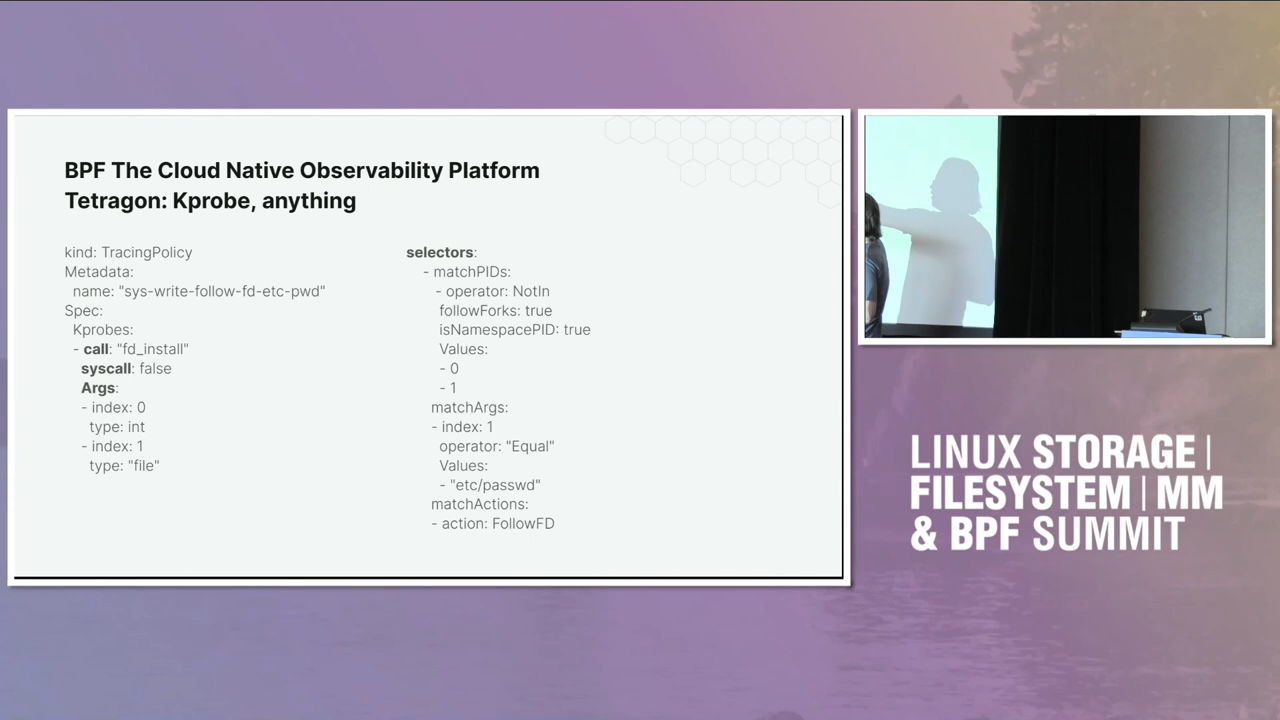 BPF The Cloud Native Observability Platform
Tetragon: Kprobe, anything
kind: TracingPolicy
Metadata:
name: "sys-write-follow-fd-etc-pwd"
Spec:
Kprobes:
- call: "fd_install"
syscall: false
Args:
- index: 0
type: int
- index: 1
type: "file"
selectors:
- matchPIDs:
- operator: NotIn
followForks: true
isNamespacePID: true
Values:
- 0
- 1
matchArgs:
- index: 1
operator: "Equal"
Values:
- "etc/passwd"
matchActions:
- action: FollowFD
LINUX STORAGE |
FILESYSTEM | MM
& BPF SUMMIT